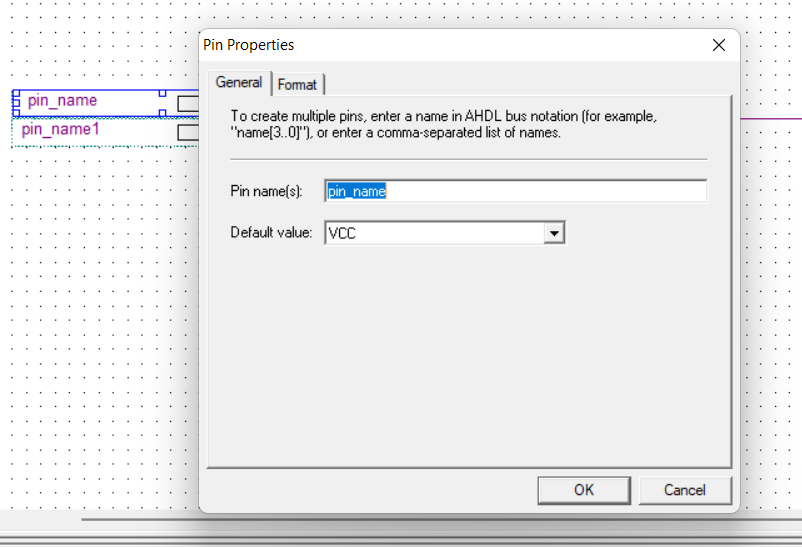 Pin Properties
General Format
pin_name
pin_name1
To create multiple pins, enter a name in AHDL bus notation (for example,
"name[3..0]"), or enter a comma-separated list of names.
Pin name(s): pin_name
Default value: VCC
OK Cancel